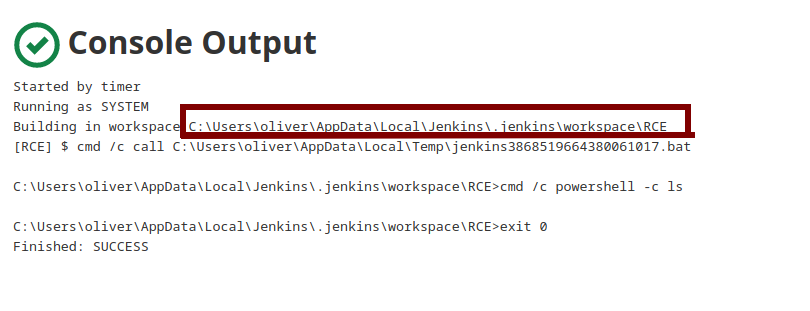 Console Output
Started by timer
Running as SYSTEM
Building in workspace C:\Users\oliver\AppData\Local\Jenkins\.jenkins\workspace\RCE
[RCE] $ cmd /c call C:\Users\oliver\AppData\Local\Temp\jenkins3868519664380061017.bat
C:\Users\oliver\AppData\Local\Jenkins\.jenkins\workspace\RCE>cmd /c powershell -c ls
C:\Users\oliver\AppData\Local\Jenkins\.jenkins\workspace\RCE>exit 0
Finished: SUCCESS